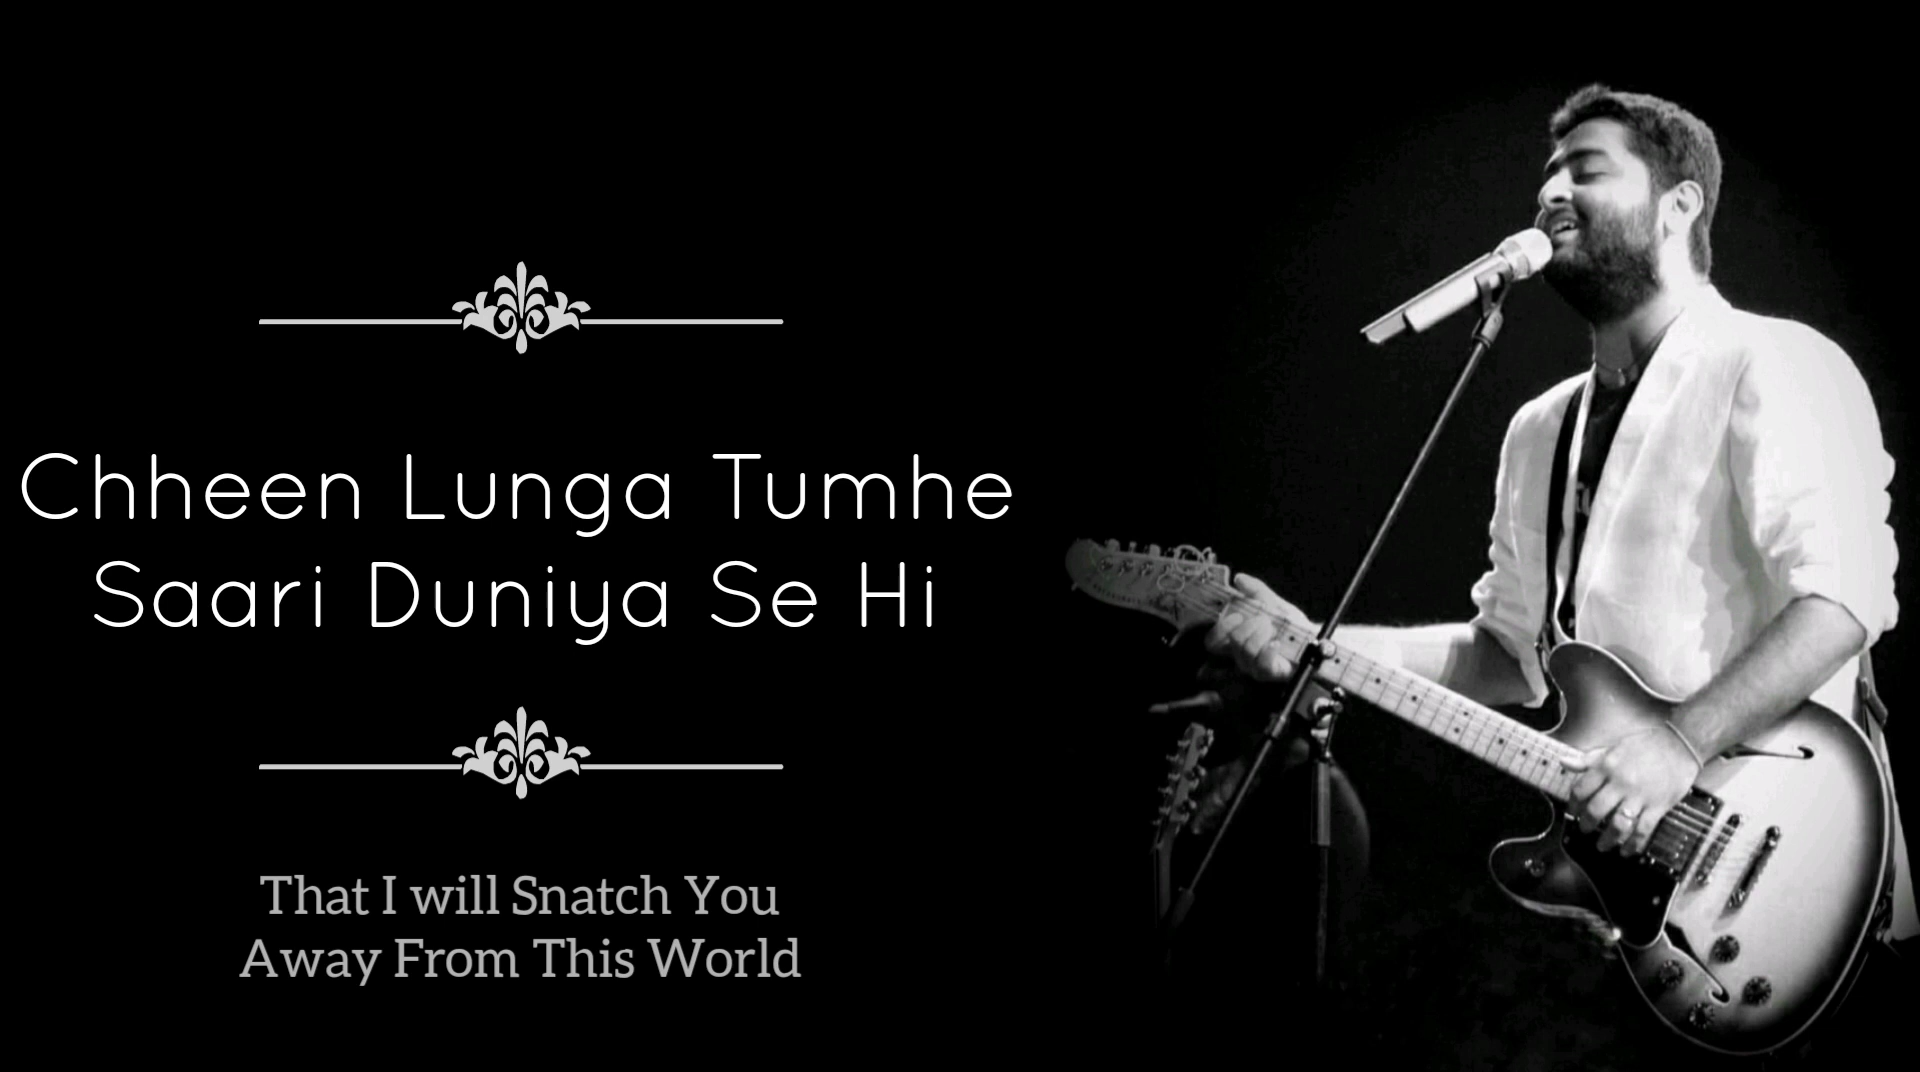 Chheen Lunga Tumhe
Saari Duniya Se Hi
That I will Snatch You
Away From This World